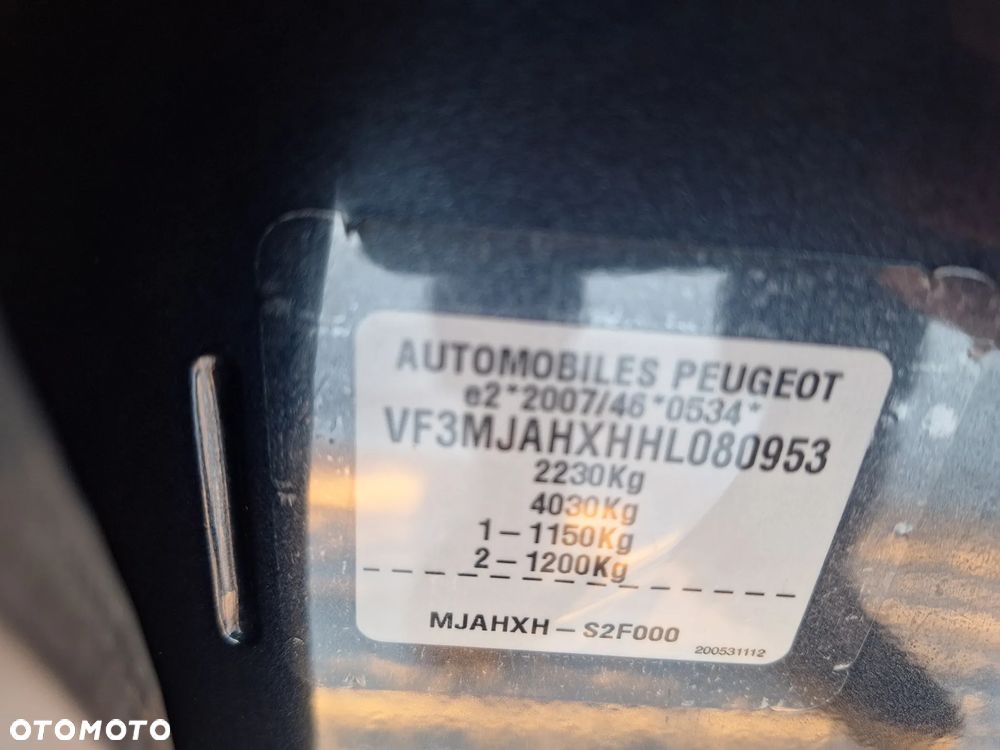 AUTOMOBILES PEUGEOT
e2*2007/46*0534*
VF3MJAHXHHL080953
2230Kg
4030Kg
1-1150Kg
2-1200Kg
MJAHXH-S2F000
200531112
OTOMOTO